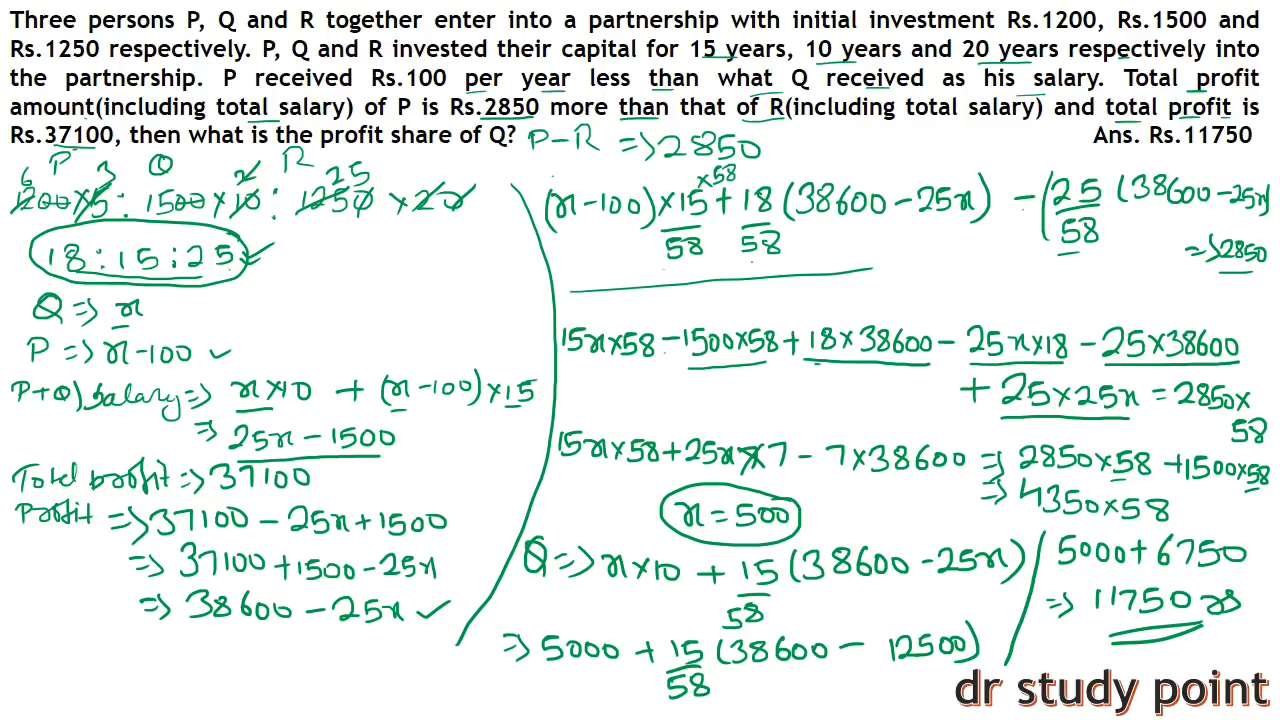 Three persons P, Q and R together enter into a partnership with initial investment Rs.1200, Rs.1500 and
Rs.1250 respectively. P, Q and R invested their capital for 15 years, 10 years and 20 years respectively into
the partnership. P received Rs.100 per year less than what Q received as his salary. Total profit
amount(including total salary) of P is Rs.2850 more than that of R(including total salary) and total profit is
Rs.37100, then what is the profit share of Q? P-R => 2850 Ans. Rs.11750
P Q R
6 3 2 25
1200×15 : 1500×10 : 1250 × 20
18 : 15 : 25
Q => x
P => x-100
P+Q) Salary => x×10 + (x-100)×15
=> 25x - 1500
Total profit => 37100
Profit => 37100 - 25x + 1500
=> 37100 + 1500 - 25x
=> 38600 - 25x
×58
(x-100)×15 + 18 (38600 - 25x) - (25 (38600 - 25x)
58 58 58
=> 2850
15x×58 - 1500×58 + 18×38600 - 25x×18 - 25×38600
+ 25×25x = 2850×
58
15x×58 + 25x×7 - 7×38600 => 2850×58 + 1500×58
=> 4350×58
x = 500
Q => x×10 + 15 (38600 - 25x)
58
=> 5000 + 15 (38600 - 12500)
58
5000 + 6750
=> 11750 rs
dr study point